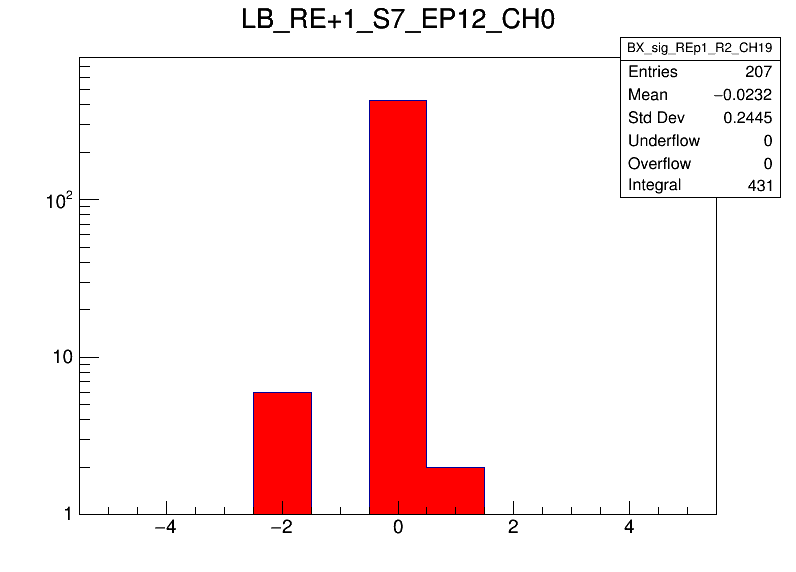 LB_RE+1_S7_EP12_CH0
BX_sig_REp1_R2_CH19
Entries 207
Mean −0.0232
Std Dev 0.2445
Underflow 0
Overflow 0
Integral 431
10²
10
1
−4 −2 0 2 4